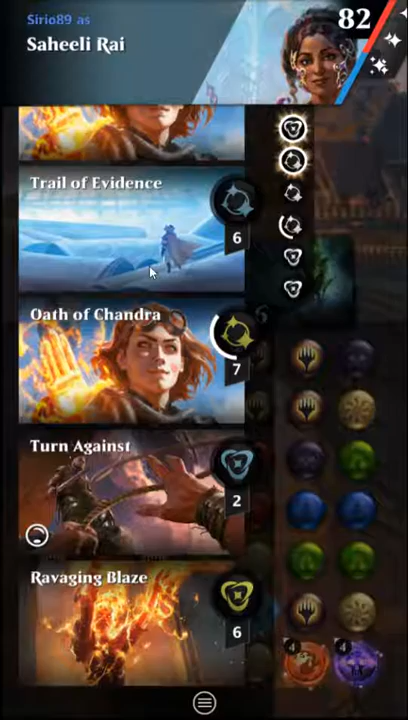 Sirio89 as
82
Saheeli Rai
Trail of Evidence
6
Oath of Chandra
7
Turn Against
2
Ravaging Blaze
6
4
4